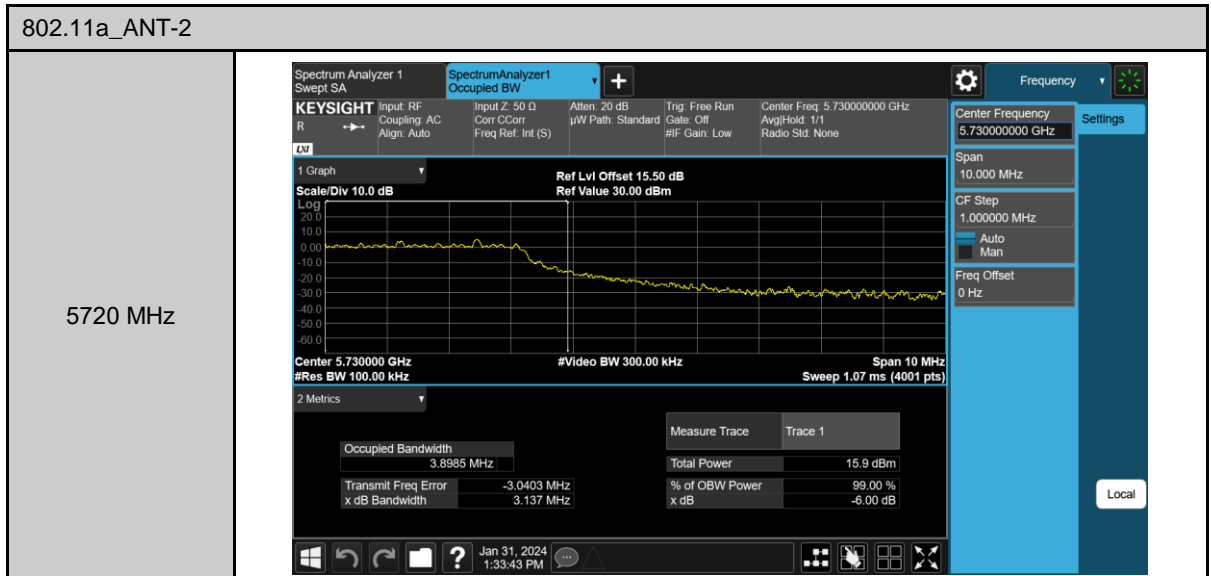 802.11a_ANT-2
5720 MHz
Spectrum Analyzer 1
Swept SA
SpectrumAnalyzer1
Occupied BW
Frequency
KEYSIGHT
R
LXI
Input: RF
Coupling: AC
Align: Auto
Input Z: 50 Ω
Corr CCorr
Freq Ref: Int (S)
Atten: 20 dB
µW Path: Standard
Trig: Free Run
Gate: Off
#IF Gain: Low
Center Freq: 5.730000000 GHz
Avg|Hold: 1/1
Radio Std: None
Center Frequency
5.730000000 GHz
Settings
Span
10.000 MHz
CF Step
1.000000 MHz
Auto
Man
Freq Offset
0 Hz
Local
1 Graph
Scale/Div 10.0 dB
Ref Lvl Offset 15.50 dB
Ref Value 30.00 dBm
Log
20.0
10.0
0.00
-10.0
-20.0
-30.0
-40.0
-50.0
-60.0
Center 5.730000 GHz
#Video BW 300.00 kHz
Span 10 MHz
#Res BW 100.00 kHz
Sweep 1.07 ms (4001 pts)
2 Metrics
Measure Trace Trace 1
Occupied Bandwidth
3.8985 MHz
Total Power 15.9 dBm
Transmit Freq Error -3.0403 MHz
% of OBW Power 99.00 %
x dB Bandwidth 3.137 MHz
x dB -6.00 dB
?
Jan 31, 2024
1:33:43 PM